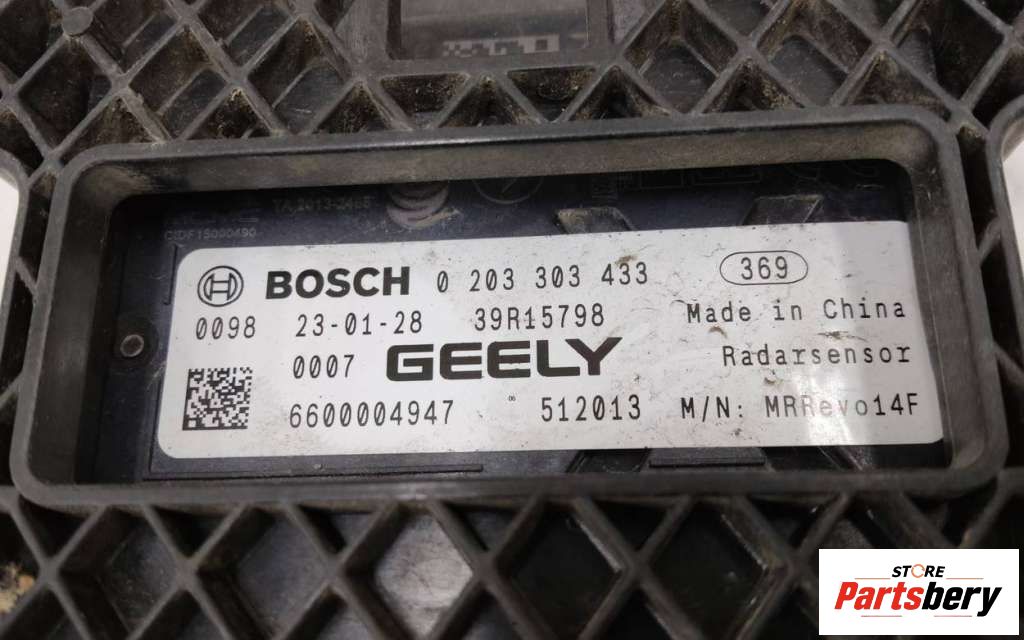 BOSCH 0 203 303 433 369
0098 23-01-28 39R15798 Made in China
0007 GEELY Radarsensor
6600004947 06 512013 M/N: MRRevo14F
STORE
Partsbery